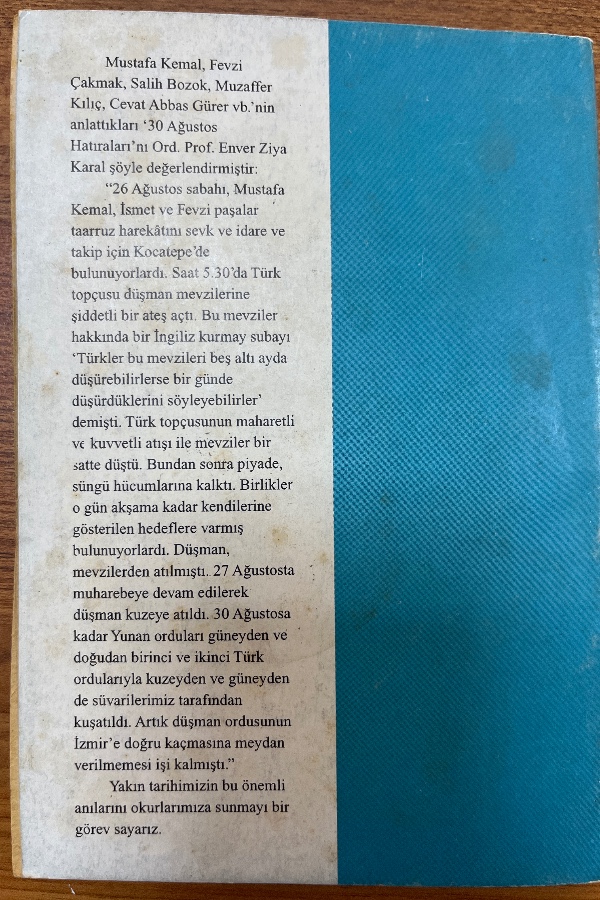 Mustafa Kemal, Fevzi
Çakmak, Salih Bozok, Muzaffer
Kılıç, Cevat Abbas Gürer vb.'nin
anlattıkları '30 Ağustos
Hatıraları'nı Ord. Prof. Enver Ziya
Karal şöyle değerlendirmiştir:
"26 Ağustos sabahı, Mustafa
Kemal, İsmet ve Fevzi paşalar
taarruz harekâtını sevk ve idare ve
takip için Kocatepe'de
bulunuyorlardı. Saat 5.30'da Türk
topçusu düşman mevzilerine
şiddetli bir ateş açtı. Bu mevziler
hakkında bir İngiliz kurmay subayı
'Türkler bu mevzileri beş altı ayda
düşürebilirlerse bir günde
düşürdüklerini söyleyebilirler'
demişti. Türk topçusunun maharetli
ve kuvvetli atışı ile mevziler bir
satte düştü. Bundan sonra piyade,
süngü hücumlarına kalktı. Birlikler
o gün akşama kadar kendilerine
gösterilen hedeflere varmış
bulunuyorlardı. Düşman,
mevzilerden atılmıştı. 27 Ağustosta
muharebeye devam edilerek
düşman kuzeye atıldı. 30 Ağustosa
kadar Yunan orduları güneyden ve
doğudan birinci ve ikinci Türk
ordularıyla kuzeyden ve güneyden
de süvarilerimiz tarafından
kuşatıldı. Artık düşman ordusunun
İzmir'e doğru kaçmasına meydan
verilmemesi işi kalmıştı."
Yakın tarihimizin bu önemli
anılarını okurlarımıza sunmayı bir
görev sayarız.